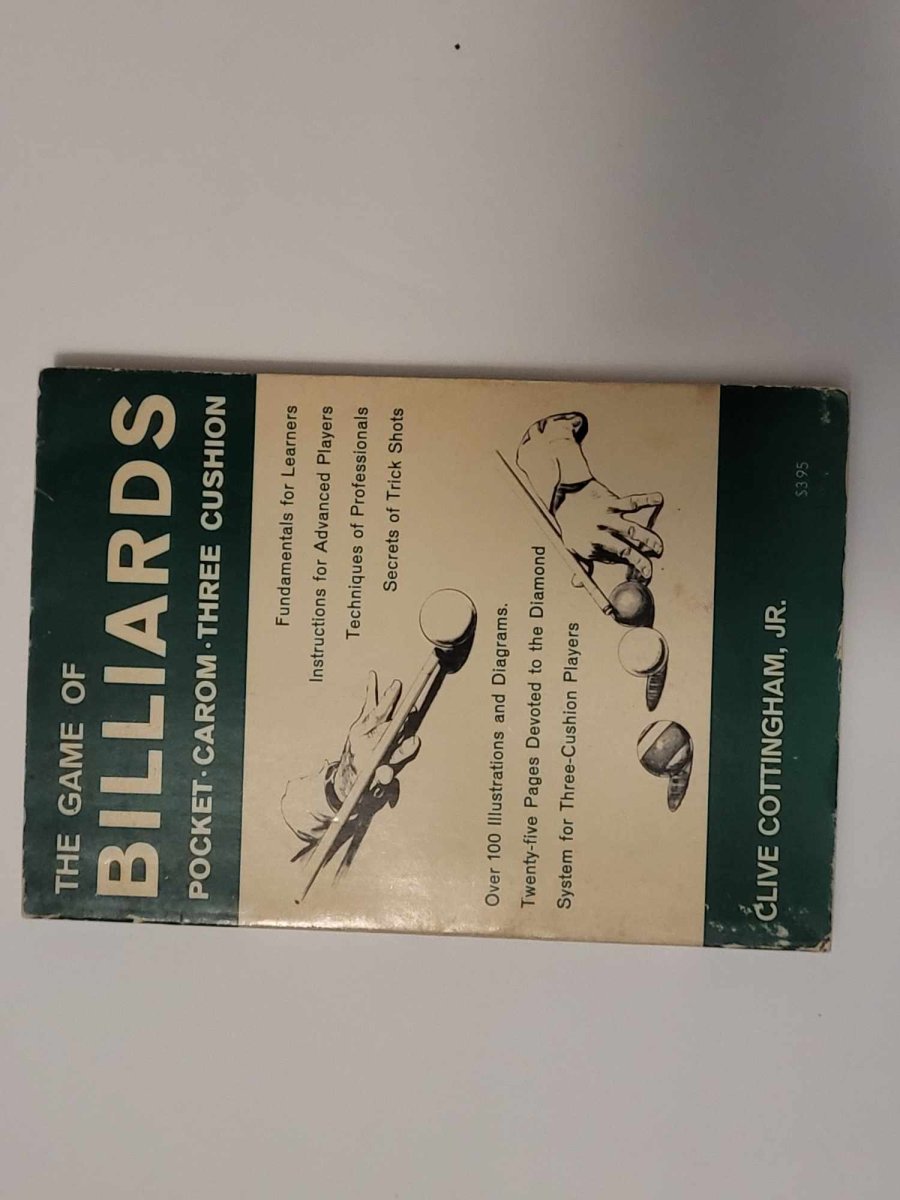 THE GAME OF
BILLIARDS
POCKET·CAROM·THREE CUSHION
Fundamentals for Learners
Instructions for Advanced Players
Techniques of Professionals
Secrets of Trick Shots
Over 100 Illustrations and Diagrams.
Twenty-five Pages Devoted to the Diamond
System for Three-Cushion Players
CLIVE COTTINGHAM, JR.
$3.95